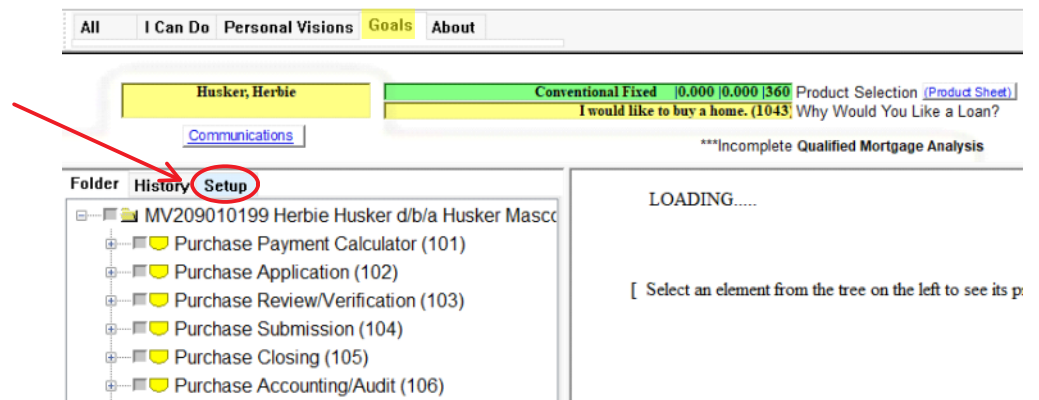 All I Can Do Personal Visions Goals About
Husker, Herbie
Conventional Fixed |0.000 |0.000 |360 Product Selection (Product Sheet)
I would like to buy a home. (1043) Why Would You Like a Loan?
Communications
***Incomplete Qualified Mortgage Analysis
Folder History Setup
MV209010199 Herbie Husker d/b/a Husker
Purchase Payment Calculator (101)
Purchase Application (102)
Purchase Review/Verification (103)
Purchase Submission (104)
Purchase Closing (105)
Purchase Accounting/Audit (106)
LOADING.....
[ Select an element from the tree on the left to see its